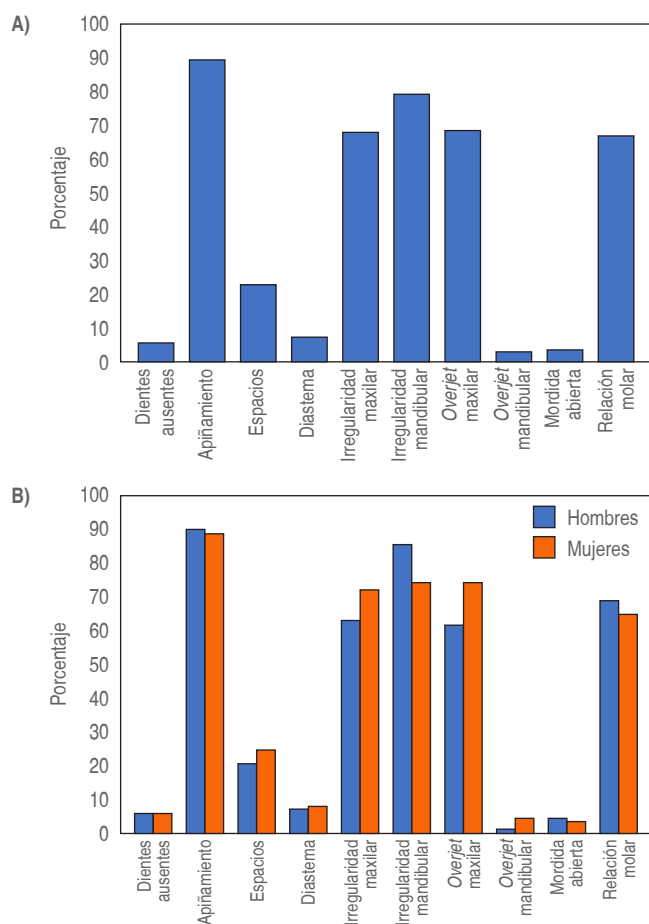 A)
Porcentaje
100
90
80
70
60
50
40
30
20
10
0
Dientes
ausentes
Apiñamiento
Espacios
Diastema
Irregularidad
maxilar
Irregularidad
mandibular
Overjet
maxilar
Overjet
mandibular
Mordida
abierta
Relación
molar
B)
Porcentaje
100
90
80
70
60
50
40
30
20
10
0
Hombres
Mujeres
Dientes
ausentes
Apiñamiento
Espacios
Diastema
Irregularidad
maxilar
Irregularidad
mandibular
Overjet
maxilar
Overjet
mandibular
Mordida
abierta
Relación
molar